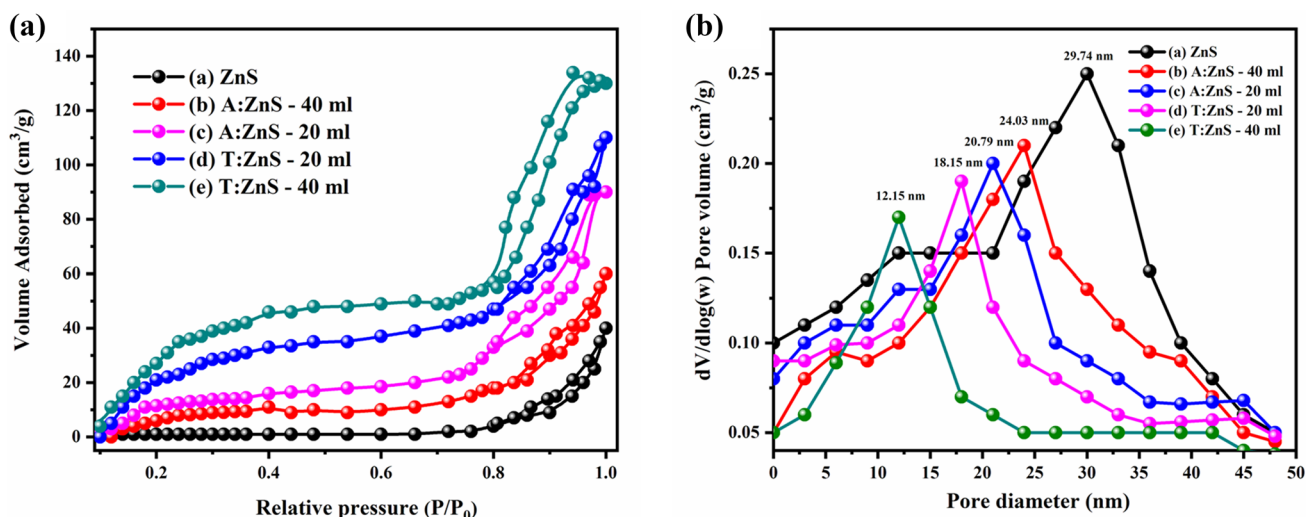 (a)
140
120
100
80
60
40
20
0
Volume Adsorbed (cm³/g)
(a) ZnS
(b) A:ZnS - 40 ml
(c) A:ZnS - 20 ml
(d) T:ZnS - 20 ml
(e) T:ZnS - 40 ml
0.2 0.4 0.6 0.8 1.0
Relative pressure (P/P₀)
(b)
0.25
0.20
0.15
0.10
0.05
dV/dlog(w) Pore volume (cm³/g)
29.74 nm
24.03 nm
20.79 nm
18.15 nm
12.15 nm
(a) ZnS
(b) A:ZnS - 40 ml
(c) A:ZnS - 20 ml
(d) T:ZnS - 20 ml
(e) T:ZnS - 40 ml
0 5 10 15 20 25 30 35 40 45 50
Pore diameter (nm)